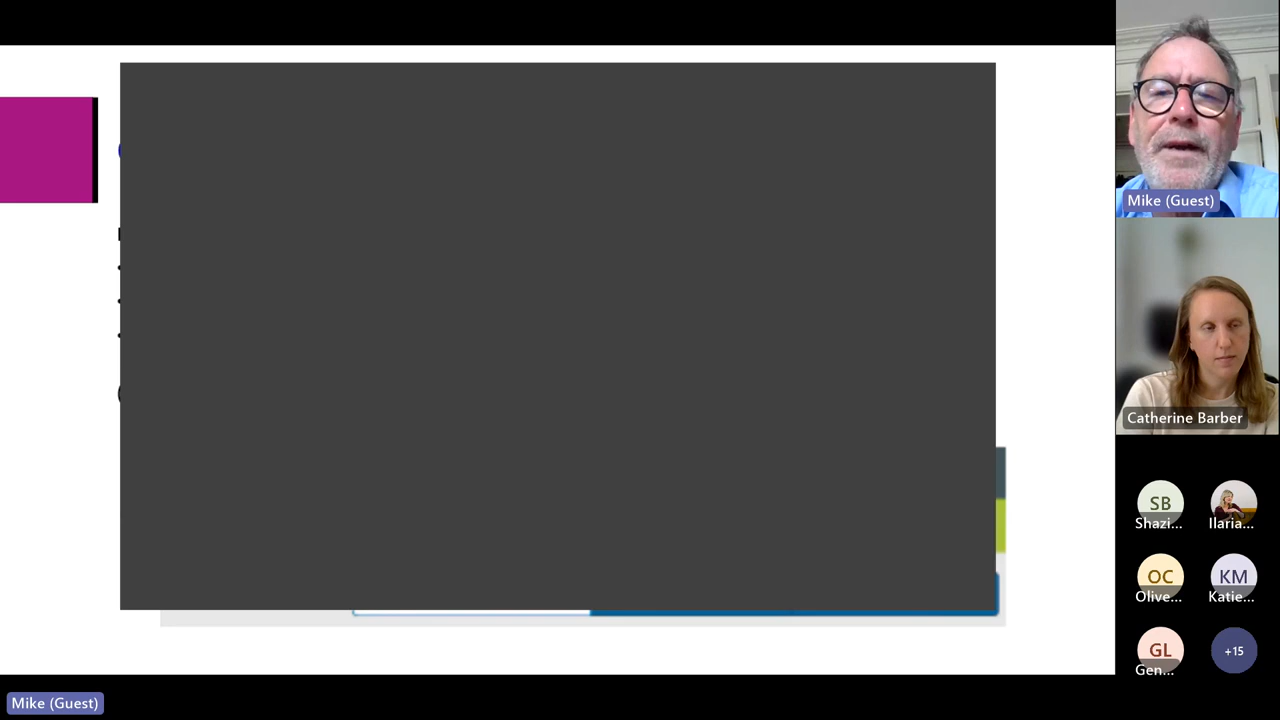 Mike (Guest)
Catherine Barber
SB
Shazi...
Ilaria...
OC
Olive...
KM
Katie...
GL
Gen...
+15
Mike (Guest)